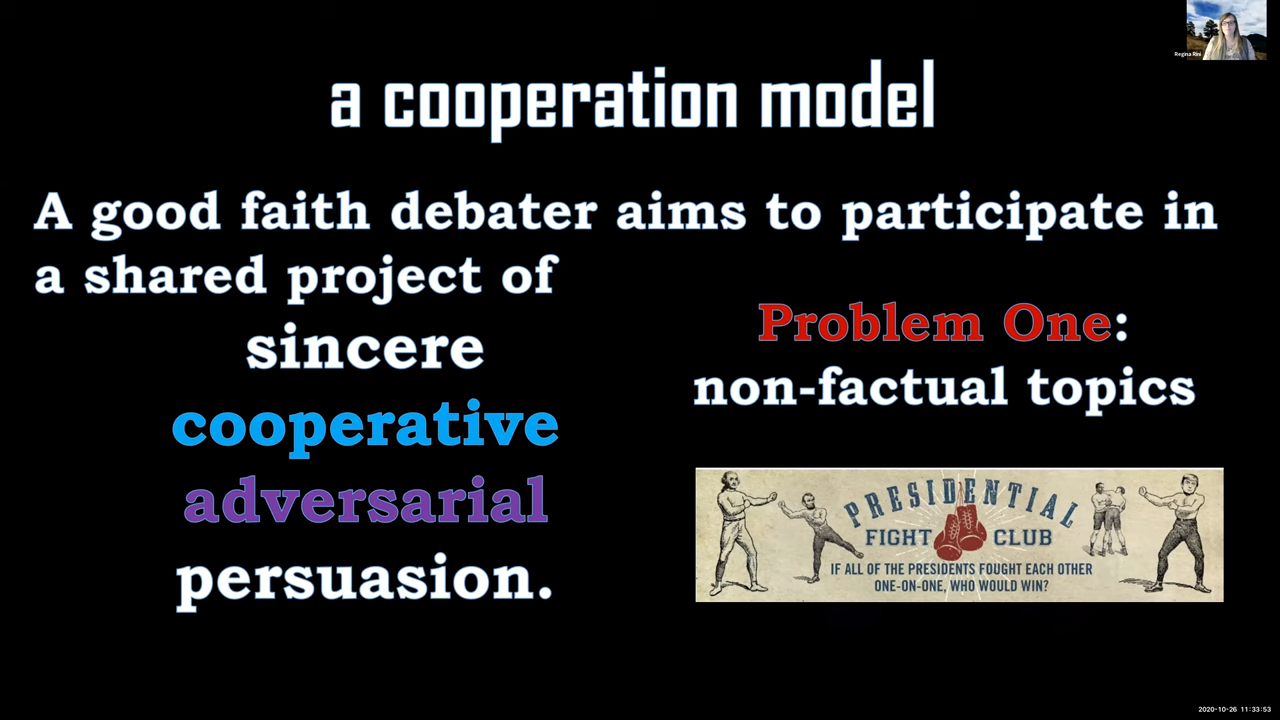 Regina Rini
a cooperation model
A good faith debater aims to participate in
a shared project of
sincere
cooperative
adversarial
persuasion.
Problem One:
non-factual topics
PRESIDENTIAL
FIGHT CLUB
IF ALL OF THE PRESIDENTS FOUGHT EACH OTHER
ONE-ON-ONE, WHO WOULD WIN?
2020-10-26 11:33:53